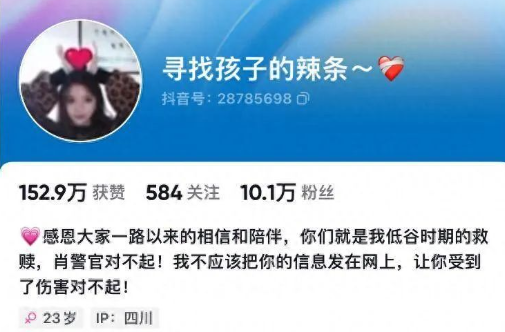 寻找孩子的辣条～❤️‍🩹
抖音号：28785698
152.9万 获赞 584 关注 10.1万 粉丝
💗感恩大家一路以来的相信和陪伴，你们就是我低谷时期的救
赎，肖警官对不起！我不应该把你的信息发在网上，让你受到
了伤害对不起！
23岁 IP：四川